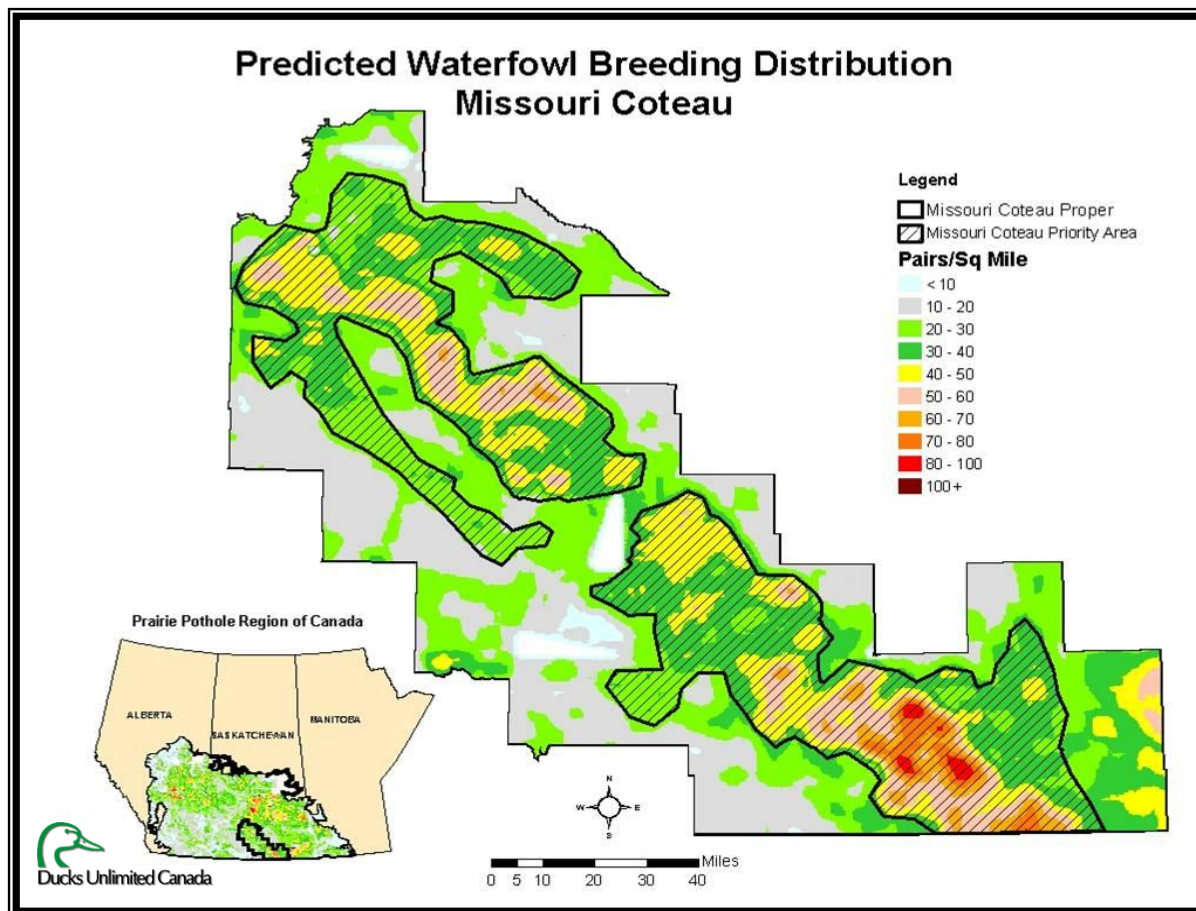 Predicted Waterfowl Breeding Distribution
Missouri Coteau
Legend
Missouri Coteau Proper
Missouri Coteau Priority Area
Pairs/Sq Mile
< 10
10 - 20
20 - 30
30 - 40
40 - 50
50 - 60
60 - 70
70 - 80
80 - 100
100+
Prairie Pothole Region of Canada
ALBERTA
SASKATCHEWAN
MANITOBA
N
W E
S
Miles
0 5 10 20 30 40
Ducks Unlimited Canada